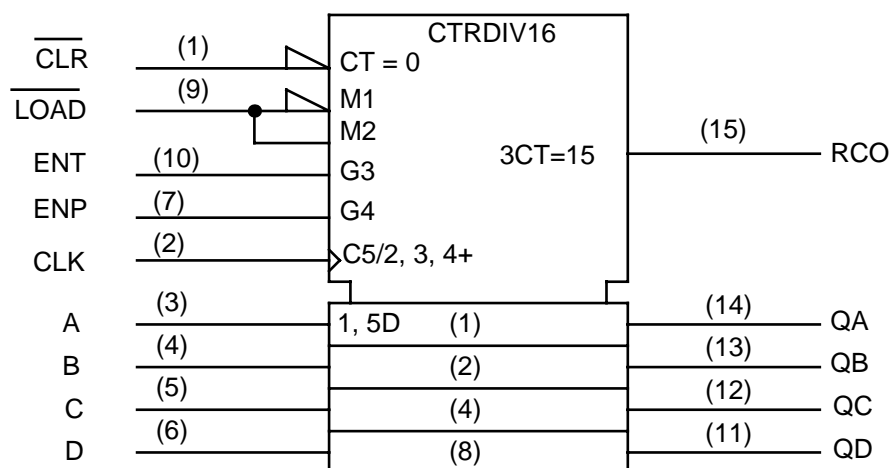 CTRDIV16
CLR (1) CT = 0
LOAD (9) M1
M2
ENT (10) G3 3CT=15 (15) RCO
ENP (7) G4
CLK (2) C5/2, 3, 4+
A (3) 1, 5D (1) (14) QA
B (4) (2) (13) QB
C (5) (4) (12) QC
D (6) (8) (11) QD